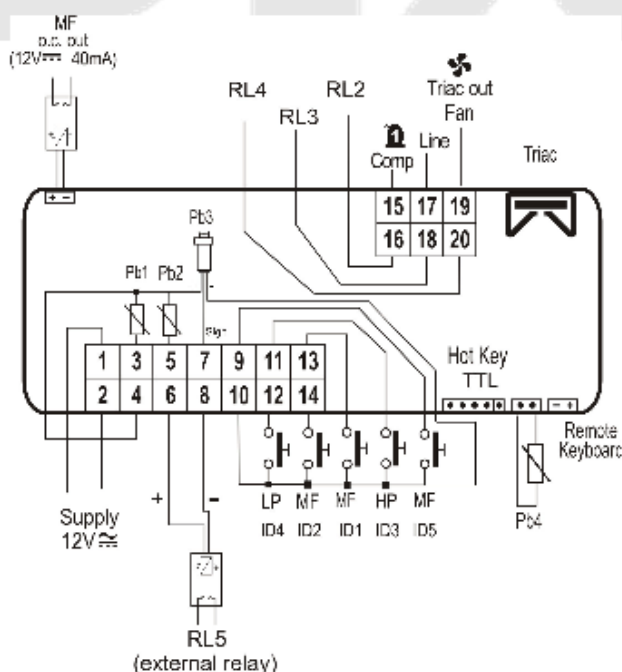 MF
o.c. out
(12V⎓ 40mA)
RL4
RL3
RL2
1
Comp
Line
Triac out
Fan
Triac
+ -
15 17 19
16 18 20
Pb3
-
Pb1 Pb2
Sign
1 3 5 7 9 11 13
2 4 6 8 10 12 14
Hot Key
TTL
- +
Remote
Keyboard
Pb4
LP MF MF HP MF
ID4 ID2 ID1 ID3 ID5
Supply
12V≅
+ -
RL5
(external relay)